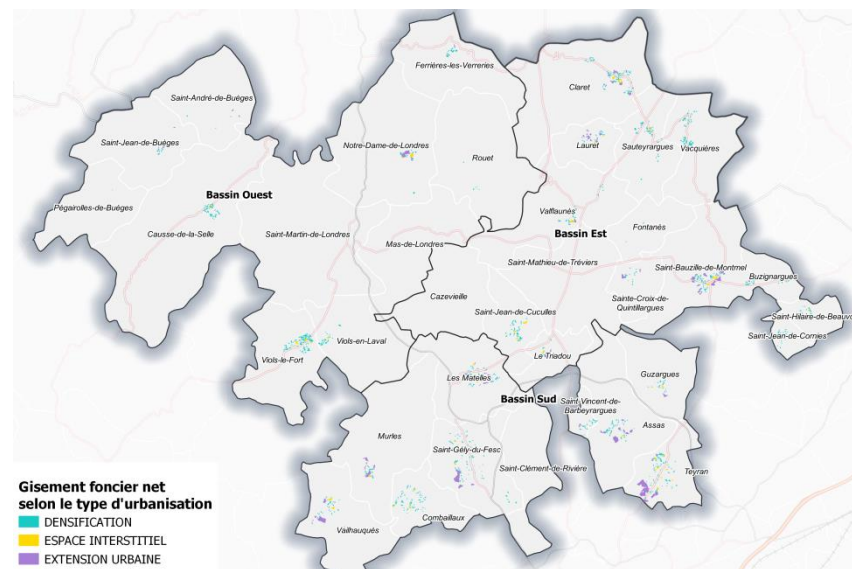 Ferrières-les-Verreries
Claret
Saint-André-de-Buèges
Saint-Jean-de-Buèges
Notre-Dame-de-Londres
Lauret
Sauteyrargues
Vacquières
Rouet
Bassin Ouest
Pégairolles-de-Buèges
Valflaunès
Causse-de-la-Selle
Saint-Martin-de-Londres
Bassin Est
Fontanès
Mas-de-Londres
Saint-Mathieu-de-Tréviers
Saint-Bauzille-de-Montmel
Buzignargues
Cazevieille
Sainte-Croix-de-
Quintillargues
Saint-Jean-de-Cuculles
Saint-Hilaire-de-Beauvo
Saint-Jean-de-Cornies
Viols-en-Laval
Viols-le-Fort
Le Triadou
Les Matelles
Guzargues
Bassin Sud
Saint-Vincent-de-
Barbeyrargues
Assas
Murles
Saint-Gély-du-Fesc
Saint-Clément-de-Rivière
Teyran
Vailhauquès
Combaillaux
Gisement foncier net
selon le type d'urbanisation
DENSIFICATION
ESPACE INTERSTITIEL
EXTENSION URBAINE